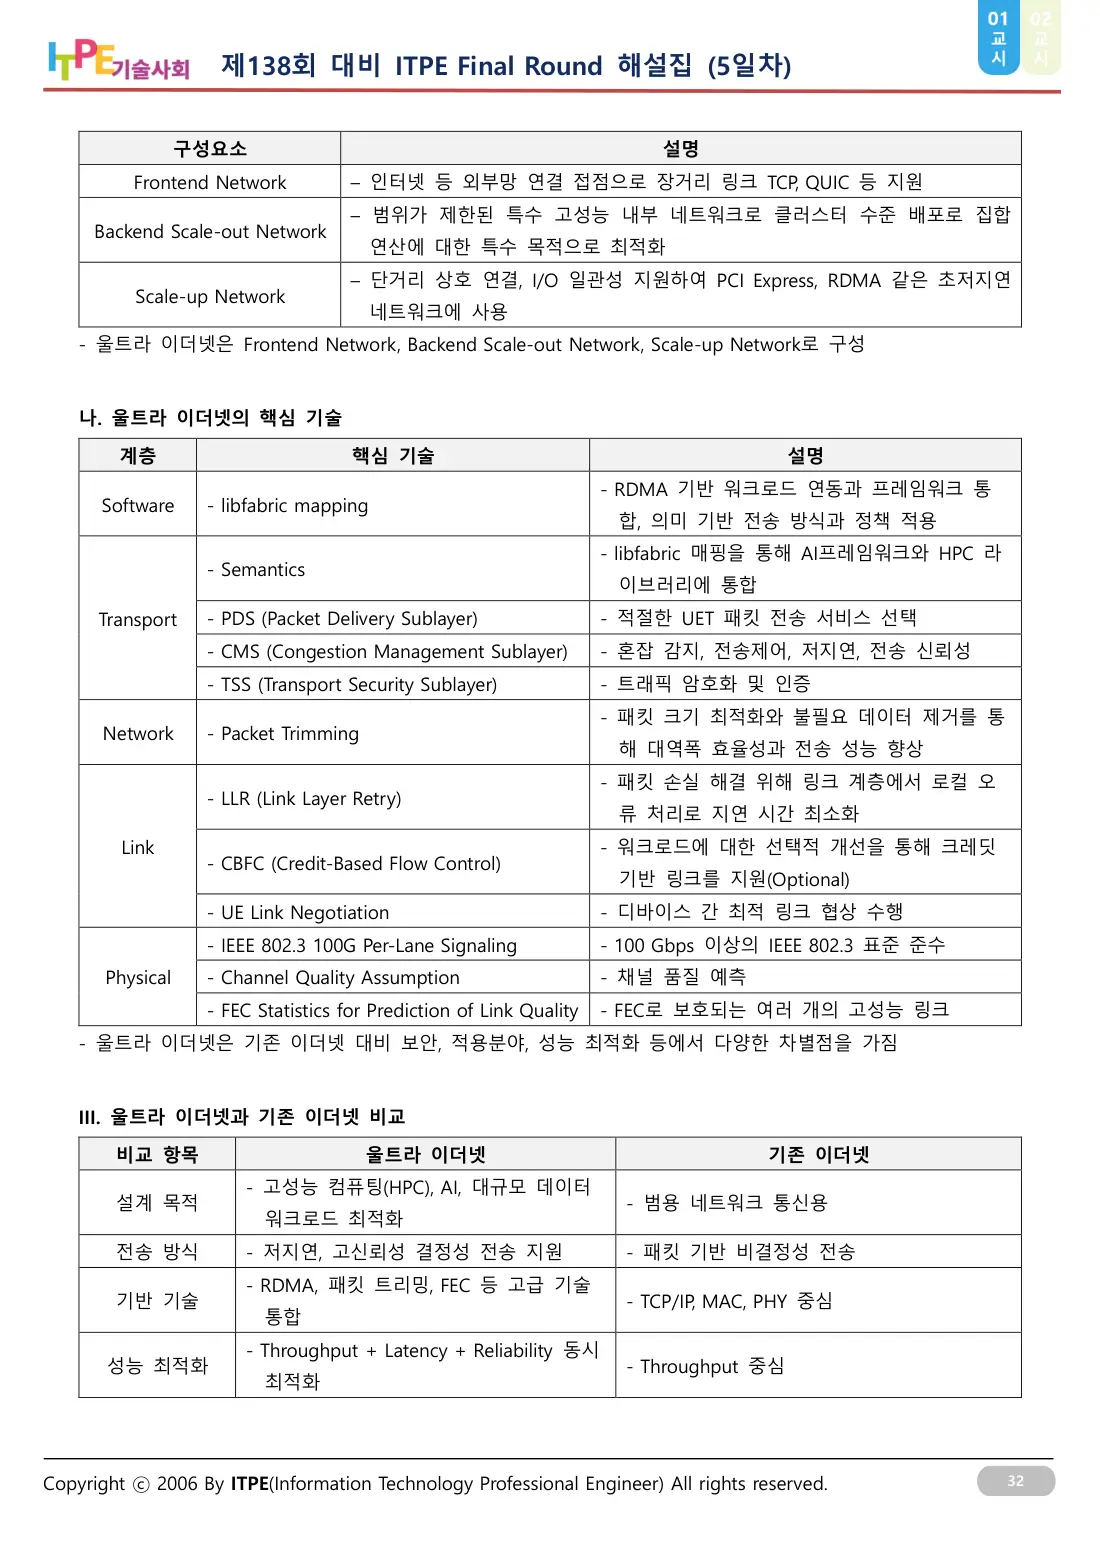 ITPE기술사회 제138회 대비 ITPE Final Round 해설집 (5일차)
01 교시
02 교시
구성요소 설명
Frontend Network – 인터넷 등 외부망 연결 접점으로 장거리 링크 TCP, QUIC 등 지원
Backend Scale-out Network – 범위가 제한된 특수 고성능 내부 네트워크로 클러스터 수준 배포로 집합
연산에 대한 특수 목적으로 최적화
Scale-up Network – 단거리 상호 연결, I/O 일관성 지원하여 PCI Express, RDMA 같은 초저지연
네트워크에 사용
- 울트라 이더넷은 Frontend Network, Backend Scale-out Network, Scale-up Network로 구성
나. 울트라 이더넷의 핵심 기술
계층 핵심 기술 설명
Software - libfabric mapping - RDMA 기반 워크로드 연동과 프레임워크 통
합, 의미 기반 전송 방식과 정책 적용
Transport - Semantics - libfabric 매핑을 통해 AI프레임워크와 HPC 라
이브러리에 통합
- PDS (Packet Delivery Sublayer) - 적절한 UET 패킷 전송 서비스 선택
- CMS (Congestion Management Sublayer) - 혼잡 감지, 전송제어, 저지연, 전송 신뢰성
- TSS (Transport Security Sublayer) - 트래픽 암호화 및 인증
Network - Packet Trimming - 패킷 크기 최적화와 불필요 데이터 제거를 통
해 대역폭 효율성과 전송 성능 향상
Link - LLR (Link Layer Retry) - 패킷 손실 해결 위해 링크 계층에서 로컬 오
류 처리로 지연 시간 최소화
- CBFC (Credit-Based Flow Control) - 워크로드에 대한 선택적 개선을 통해 크레딧
기반 링크를 지원(Optional)
- UE Link Negotiation - 디바이스 간 최적 링크 협상 수행
Physical - IEEE 802.3 100G Per-Lane Signaling - 100 Gbps 이상의 IEEE 802.3 표준 준수
- Channel Quality Assumption - 채널 품질 예측
- FEC Statistics for Prediction of Link Quality - FEC로 보호되는 여러 개의 고성능 링크
- 울트라 이더넷은 기존 이더넷 대비 보안, 적용분야, 성능 최적화 등에서 다양한 차별점을 가짐
III. 울트라 이더넷과 기존 이더넷 비교
비교 항목 울트라 이더넷 기존 이더넷
설계 목적 - 고성능 컴퓨팅(HPC), AI, 대규모 데이터
워크로드 최적화 - 범용 네트워크 통신용
전송 방식 - 저지연, 고신뢰성 결정성 전송 지원 - 패킷 기반 비결정성 전송
기반 기술 - RDMA, 패킷 트리밍, FEC 등 고급 기술
통합 - TCP/IP, MAC, PHY 중심
성능 최적화 - Throughput + Latency + Reliability 동시
최적화 - Throughput 중심
Copyright ⓒ 2006 By ITPE(Information Technology Professional Engineer) All rights reserved. 32